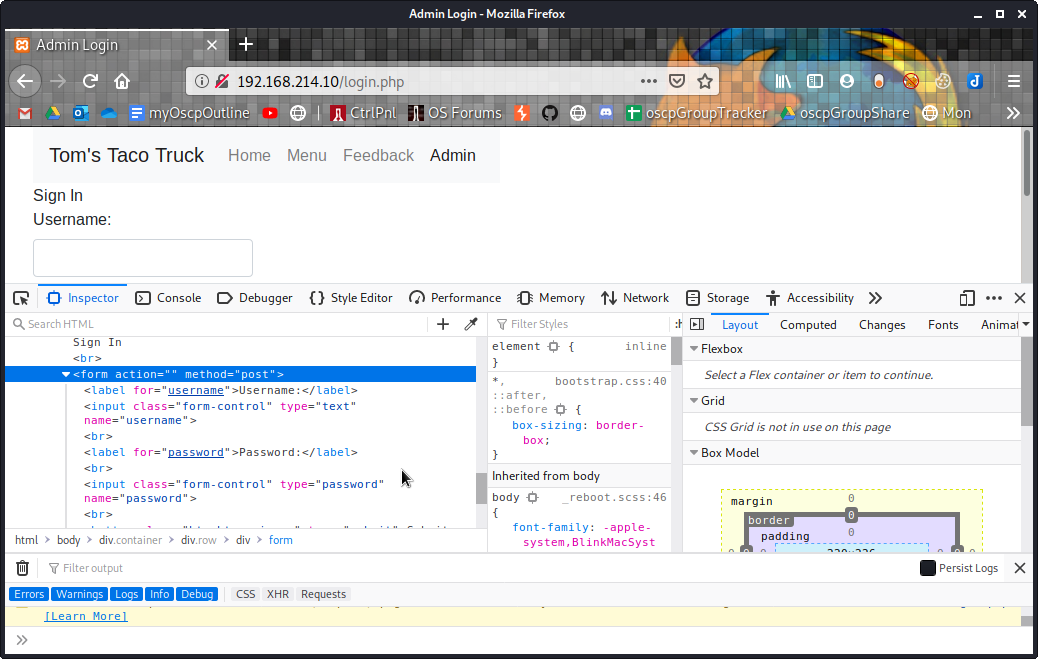 Admin Login - Mozilla Firefox
Admin Login
192.168.214.10/login.php
myOscpOutline CtrlPnl OS Forums oscpGroupTracker oscpGroupShare Mon
Tom's Taco Truck Home Menu Feedback Admin
Sign In
Username:
Inspector Console Debugger Style Editor Performance Memory Network Storage Accessibility
Search HTML
Sign In
<br>
<form action="" method="post">
<label for="username">Username:</label>
<input class="form-control" type="text"
name="username">
<br>
<label for="password">Password:</label>
<br>
<input class="form-control" type="password"
name="password">
<br>
html > body > div.container > div.row > div > form
Filter Styles
element { inline
}
*, bootstrap.css:40
::after,
::before {
box-sizing: border-
box;
}
Inherited from body
body _reboot.scss:46
{
font-family: -apple-
system,BlinkMacSyst
Layout Computed Changes Fonts Animat
Flexbox
Select a Flex container or item to continue.
Grid
CSS Grid is not in use on this page
Box Model
margin 0
border 0
padding 0
Filter output
Persist Logs
Errors Warnings Logs Info Debug CSS XHR Requests
[Learn More]